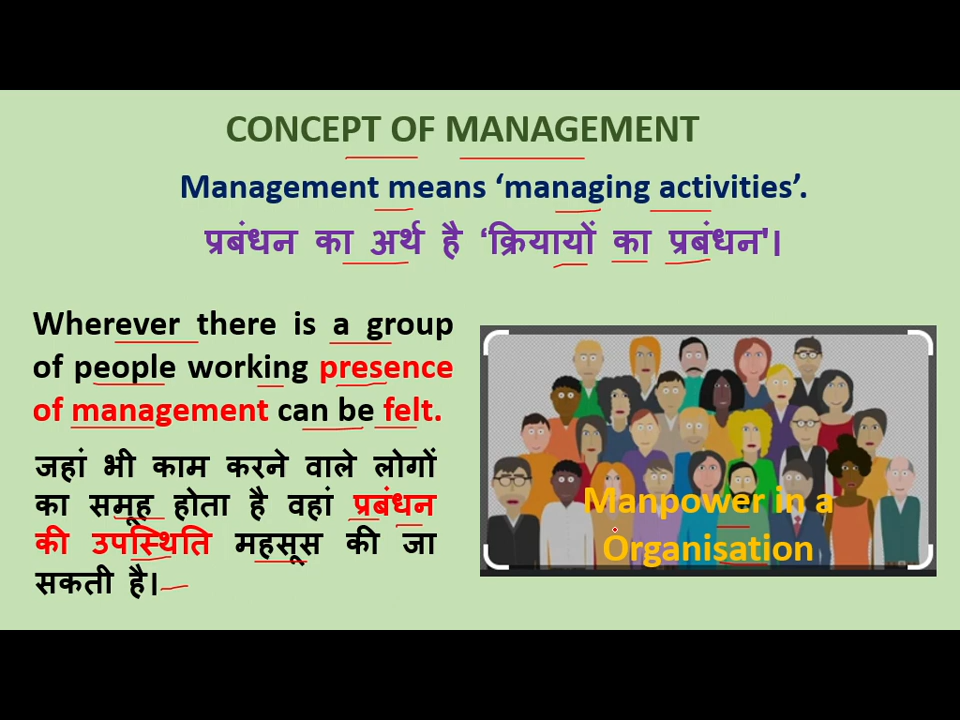 CONCEPT OF MANAGEMENT
Management means ‘managing activities’.
प्रबंधन का अर्थ है ‘क्रियायों का प्रबंधन'।
Wherever there is a group
of people working presence
of management can be felt.
जहां भी काम करने वाले लोगों
का समूह होता है वहां प्रबंधन
की उपस्थिति महसूस की जा
सकती है।
Manpower in a
Organisation